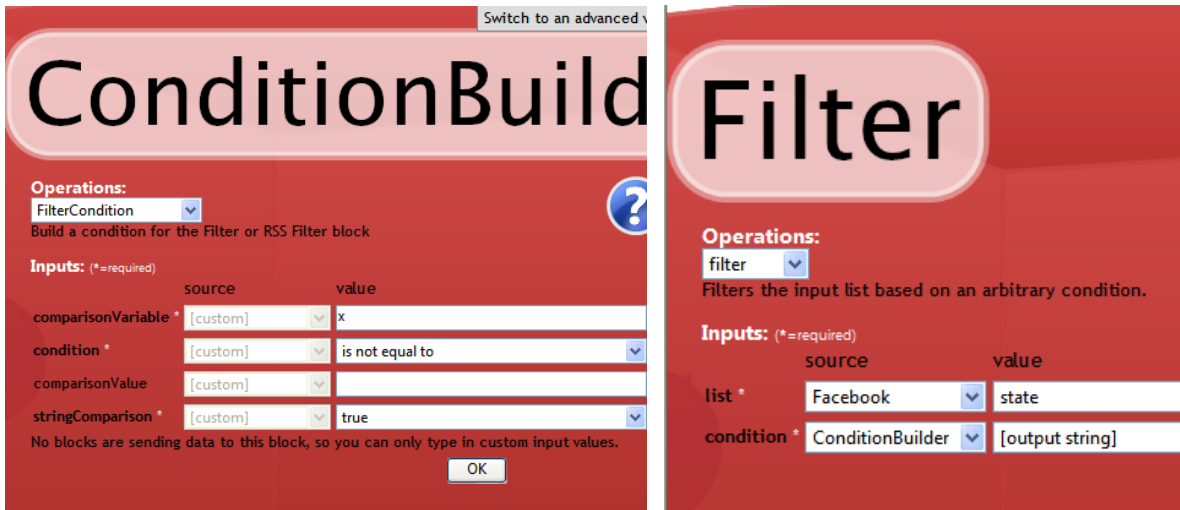 Switch to an advanced v
ConditionBuild
Operations:
FilterCondition
Build a condition for the Filter or RSS Filter block
Inputs: (*=required)
source value
comparisonVariable * [custom] x
condition * [custom] is not equal to
comparisonValue [custom]
stringComparison * [custom] true
No blocks are sending data to this block, so you can only type in custom input values.
OK
Filter
Operations:
filter
Filters the input list based on an arbitrary condition.
Inputs: (*=required)
source value
list * Facebook state
condition * ConditionBuilder [output string]